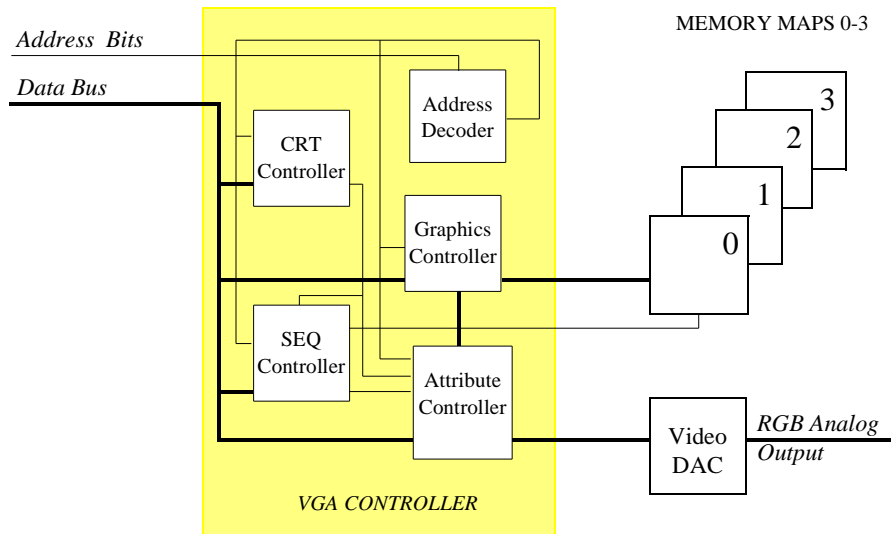 MEMORY MAPS 0-3
Address Bits
Data Bus
Address
Decoder
3
2
1
0
CRT
Controller
Graphics
Controller
SEQ
Controller
Attribute
Controller
Video
DAC
RGB Analog
Output
VGA CONTROLLER